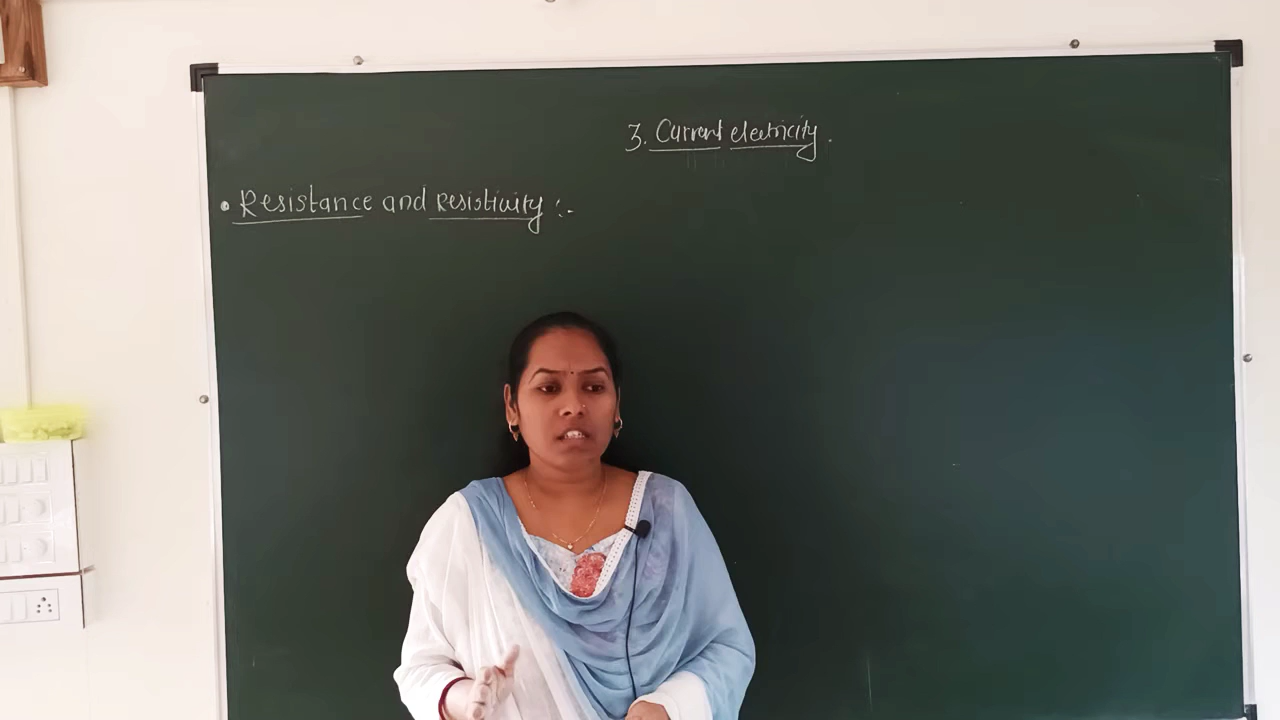 3. Current electricity.
• Resistance and Resistivity :-